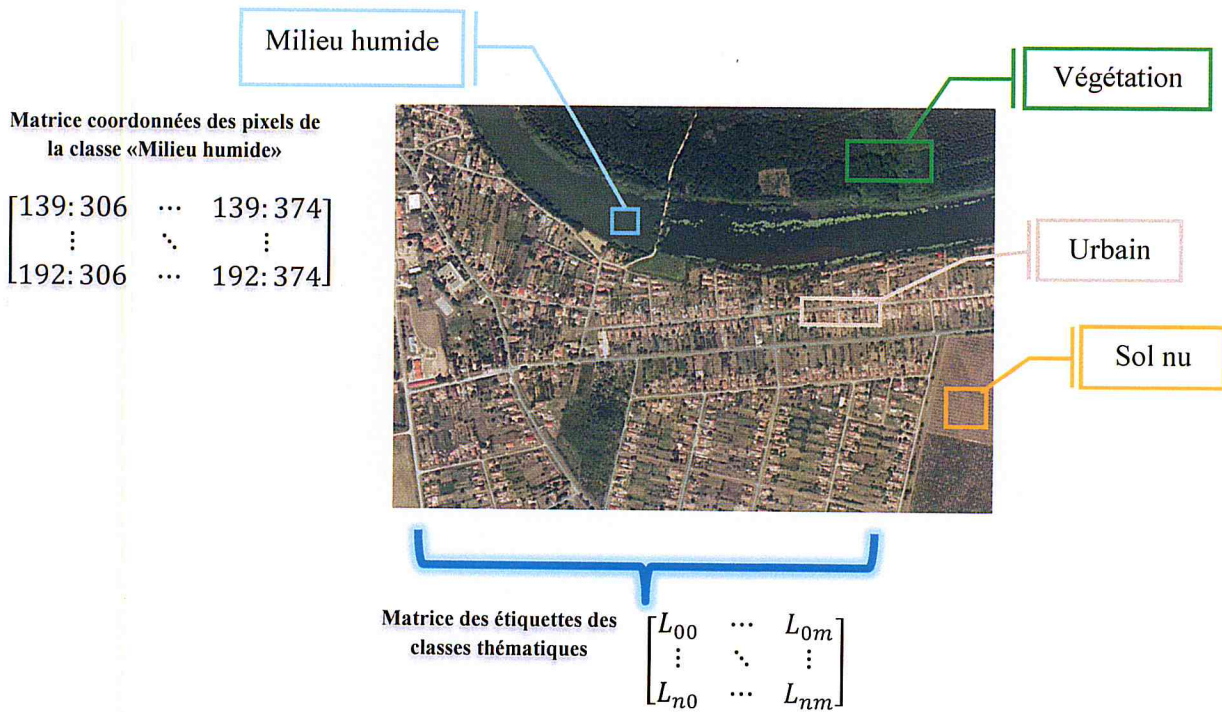 Milieu humide
Végétation
Matrice coordonnées des pixels de
la classe «Milieu humide»
[139:306 ⋯ 139:374]
⋮ ⋱ ⋮
[192:306 ⋯ 192:374]
Urbain
Sol nu
Matrice des étiquettes des
classes thématiques
[L₀₀ ⋯ L₀ₘ]
⋮ ⋱ ⋮
[Lₙ₀ ⋯ Lₙₘ]